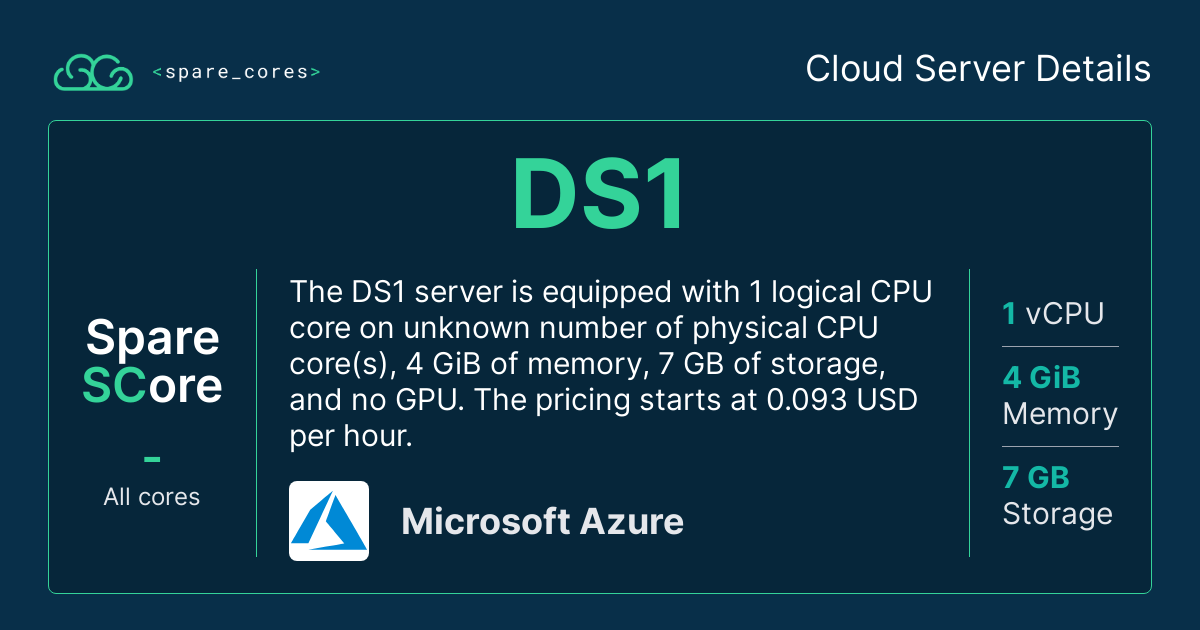 <spare_cores>
Cloud Server Details
DS1
Spare
SCore
-
All cores
The DS1 server is equipped with 1 logical CPU
core on unknown number of physical CPU
core(s), 4 GiB of memory, 7 GB of storage,
and no GPU. The pricing starts at 0.093 USD
per hour.
Microsoft Azure
1 vCPU
4 GiB
Memory
7 GB
Storage